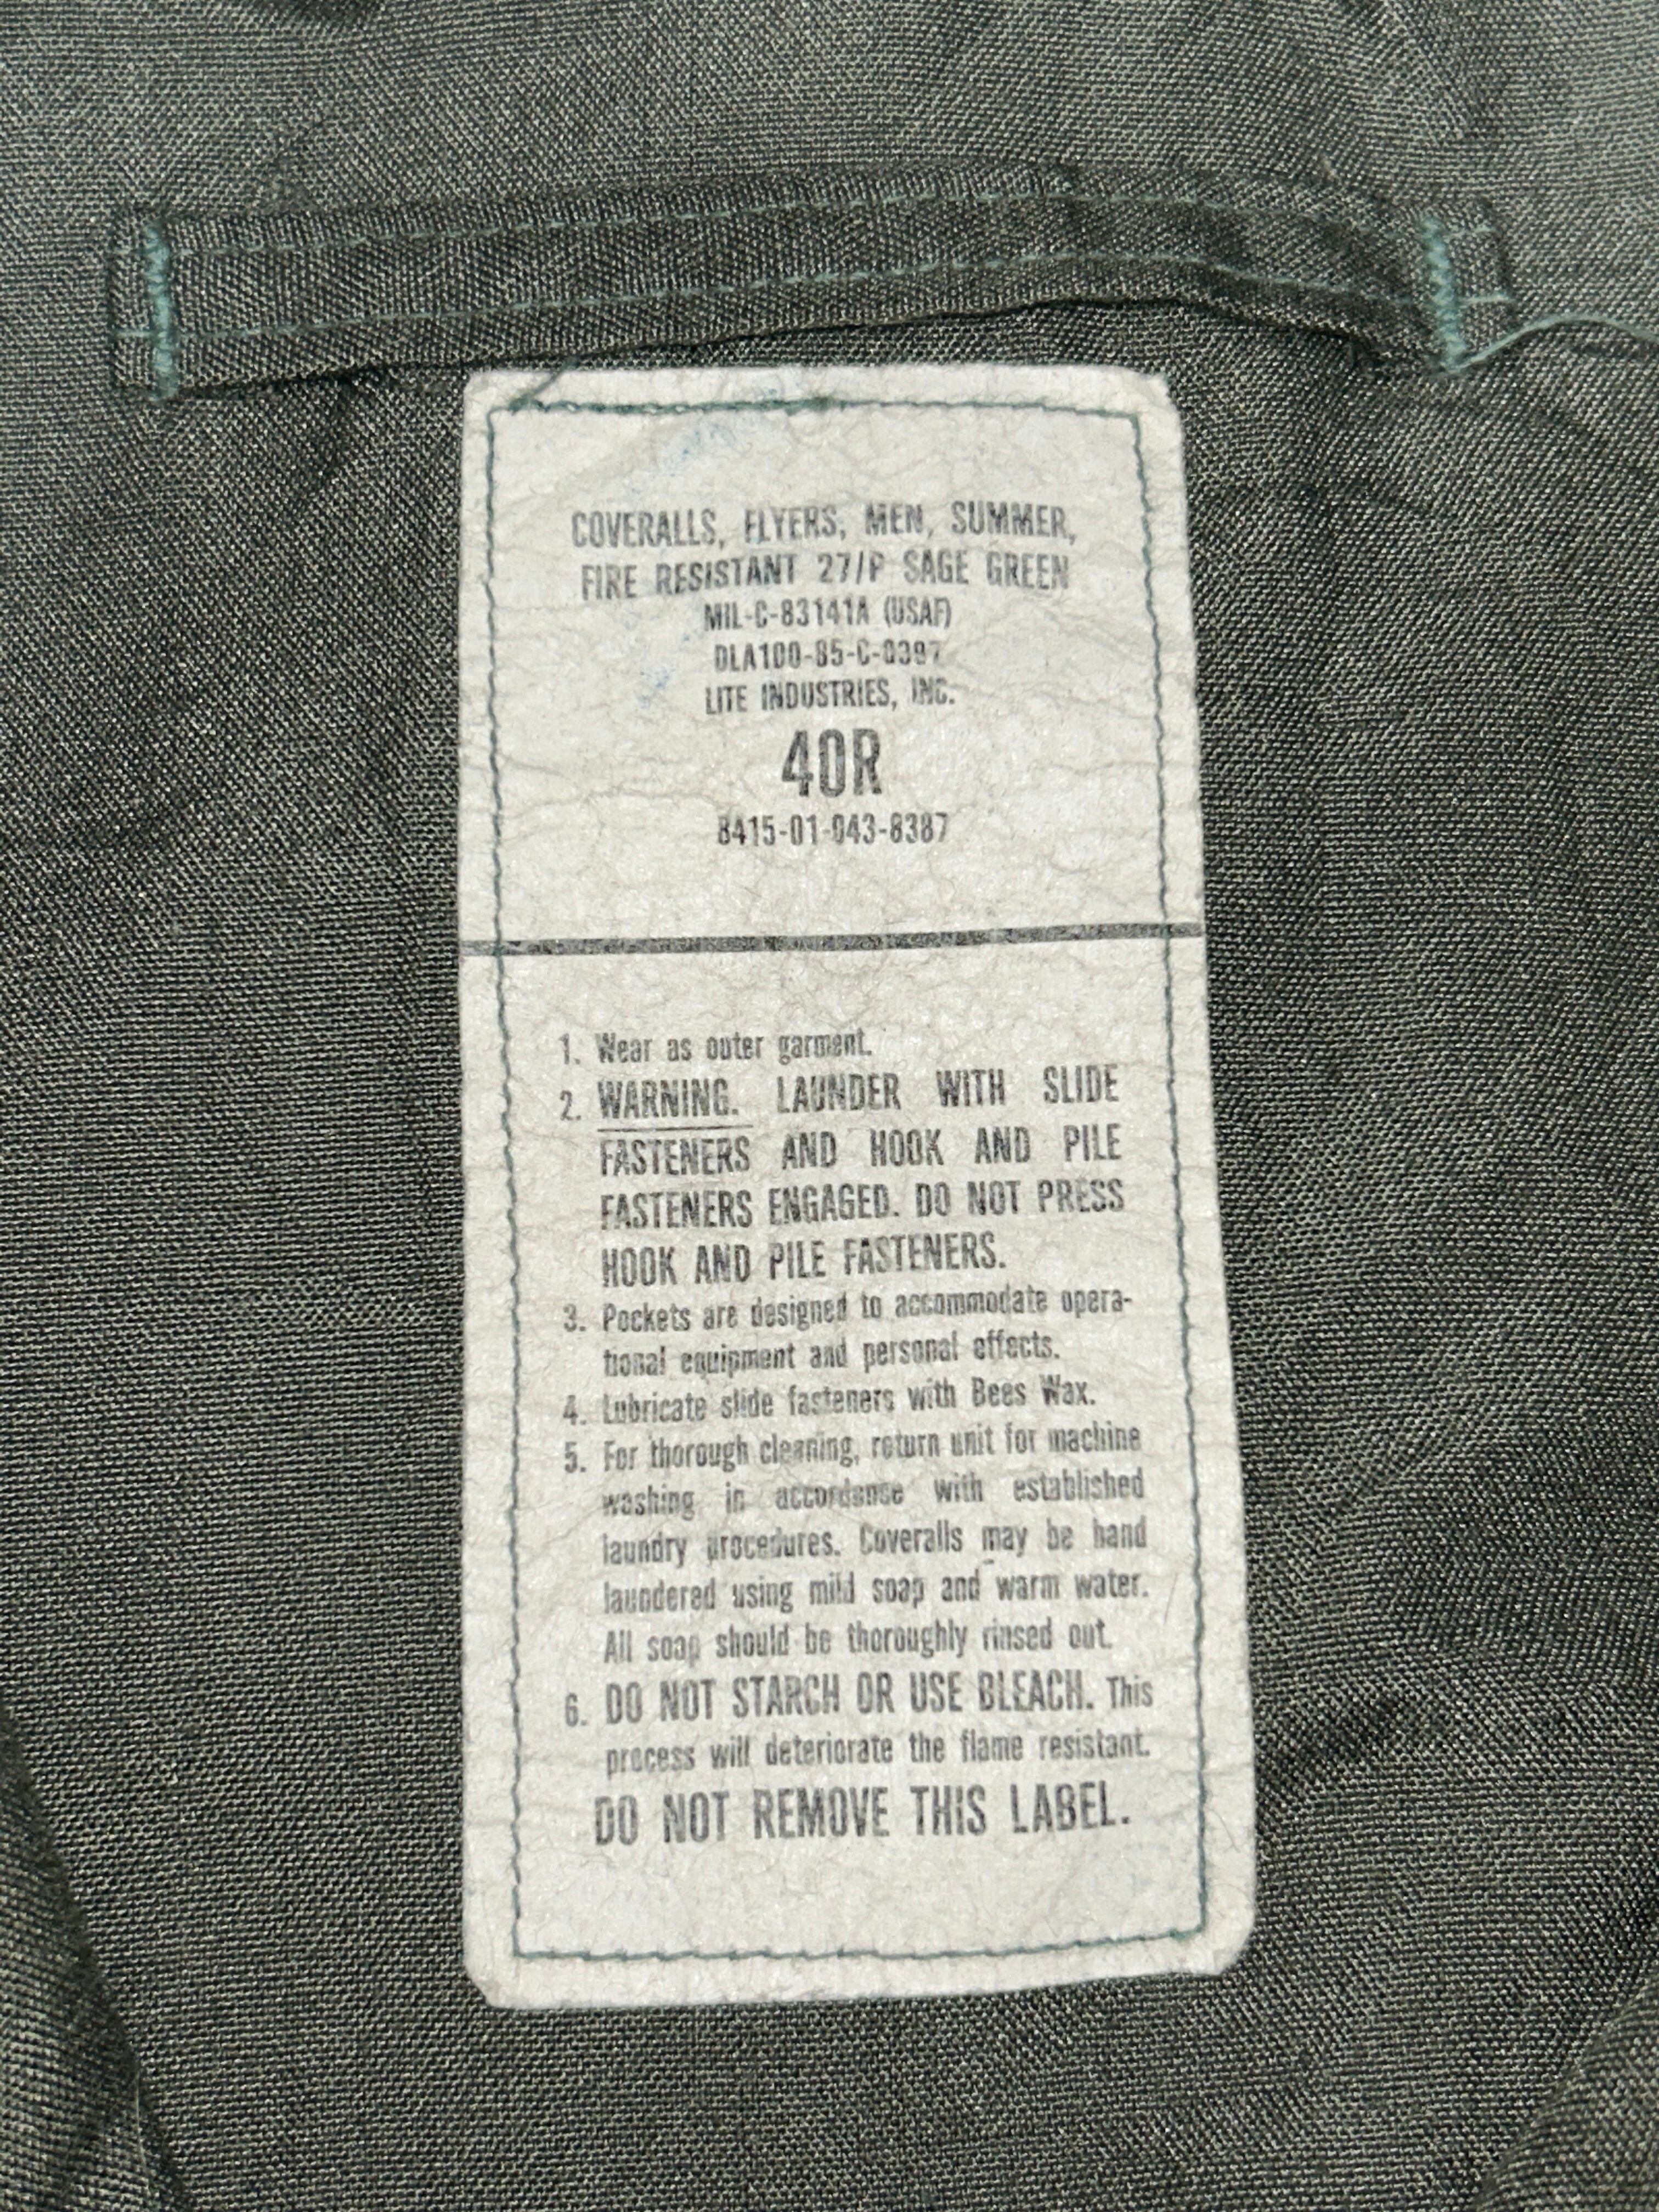 COVERALLS, FLYERS, MEN, SUMMER,
FIRE RESISTANT 27/P SAGE GREEN
MIL-C-83141A (USAF)
DLA100-85-C-0397
LITE INDUSTRIES, INC.
40R
8415-01-043-8387
1. Wear as outer garment.
2. WARNING. LAUNDER WITH SLIDE
FASTENERS AND HOOK AND PILE
FASTENERS ENGAGED. DO NOT PRESS
HOOK AND PILE FASTENERS.
3. Pockets are designed to accommodate opera-
tional equipment and personal effects.
4. Lubricate slide fasteners with Bees Wax.
5. For thorough cleaning, return unit for machine
washing in accordance with established
laundry procedures. Coveralls may be hand
laundered using mild soap and warm water.
All soap should be thoroughly rinsed out.
6. DO NOT STARCH OR USE BLEACH. This
process will deteriorate the flame resistant.
DO NOT REMOVE THIS LABEL.